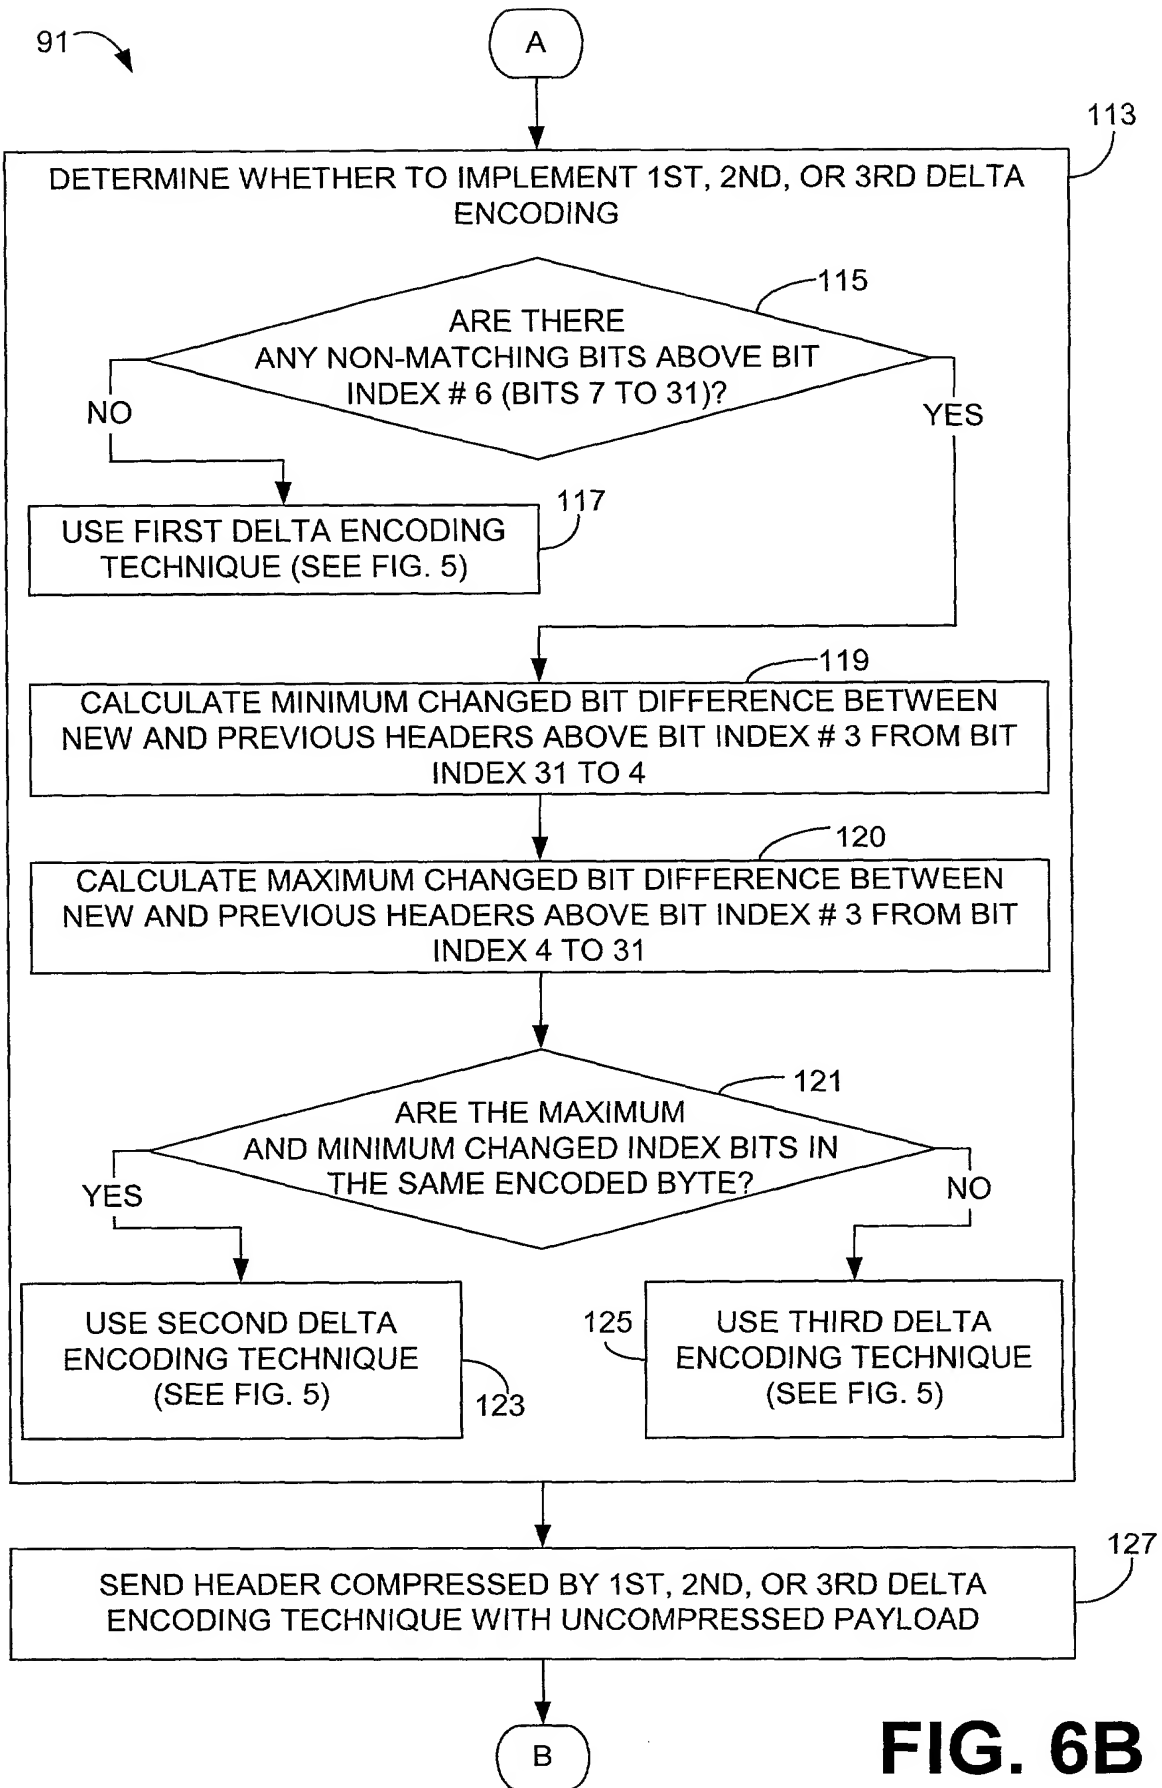 91
A
113
DETERMINE WHETHER TO IMPLEMENT 1ST, 2ND, OR 3RD DELTA
ENCODING
115
ARE THERE
ANY NON-MATCHING BITS ABOVE BIT
INDEX # 6 (BITS 7 TO 31)?
NO
YES
117
USE FIRST DELTA ENCODING
TECHNIQUE (SEE FIG. 5)
119
CALCULATE MINIMUM CHANGED BIT DIFFERENCE BETWEEN
NEW AND PREVIOUS HEADERS ABOVE BIT INDEX # 3 FROM BIT
INDEX 31 TO 4
120
CALCULATE MAXIMUM CHANGED BIT DIFFERENCE BETWEEN
NEW AND PREVIOUS HEADERS ABOVE BIT INDEX # 3 FROM BIT
INDEX 4 TO 31
121
ARE THE MAXIMUM
AND MINIMUM CHANGED INDEX BITS IN
THE SAME ENCODED BYTE?
YES
NO
USE SECOND DELTA
ENCODING TECHNIQUE
(SEE FIG. 5)
123
125
USE THIRD DELTA
ENCODING TECHNIQUE
(SEE FIG. 5)
127
SEND HEADER COMPRESSED BY 1ST, 2ND, OR 3RD DELTA
ENCODING TECHNIQUE WITH UNCOMPRESSED PAYLOAD
B
FIG. 6B